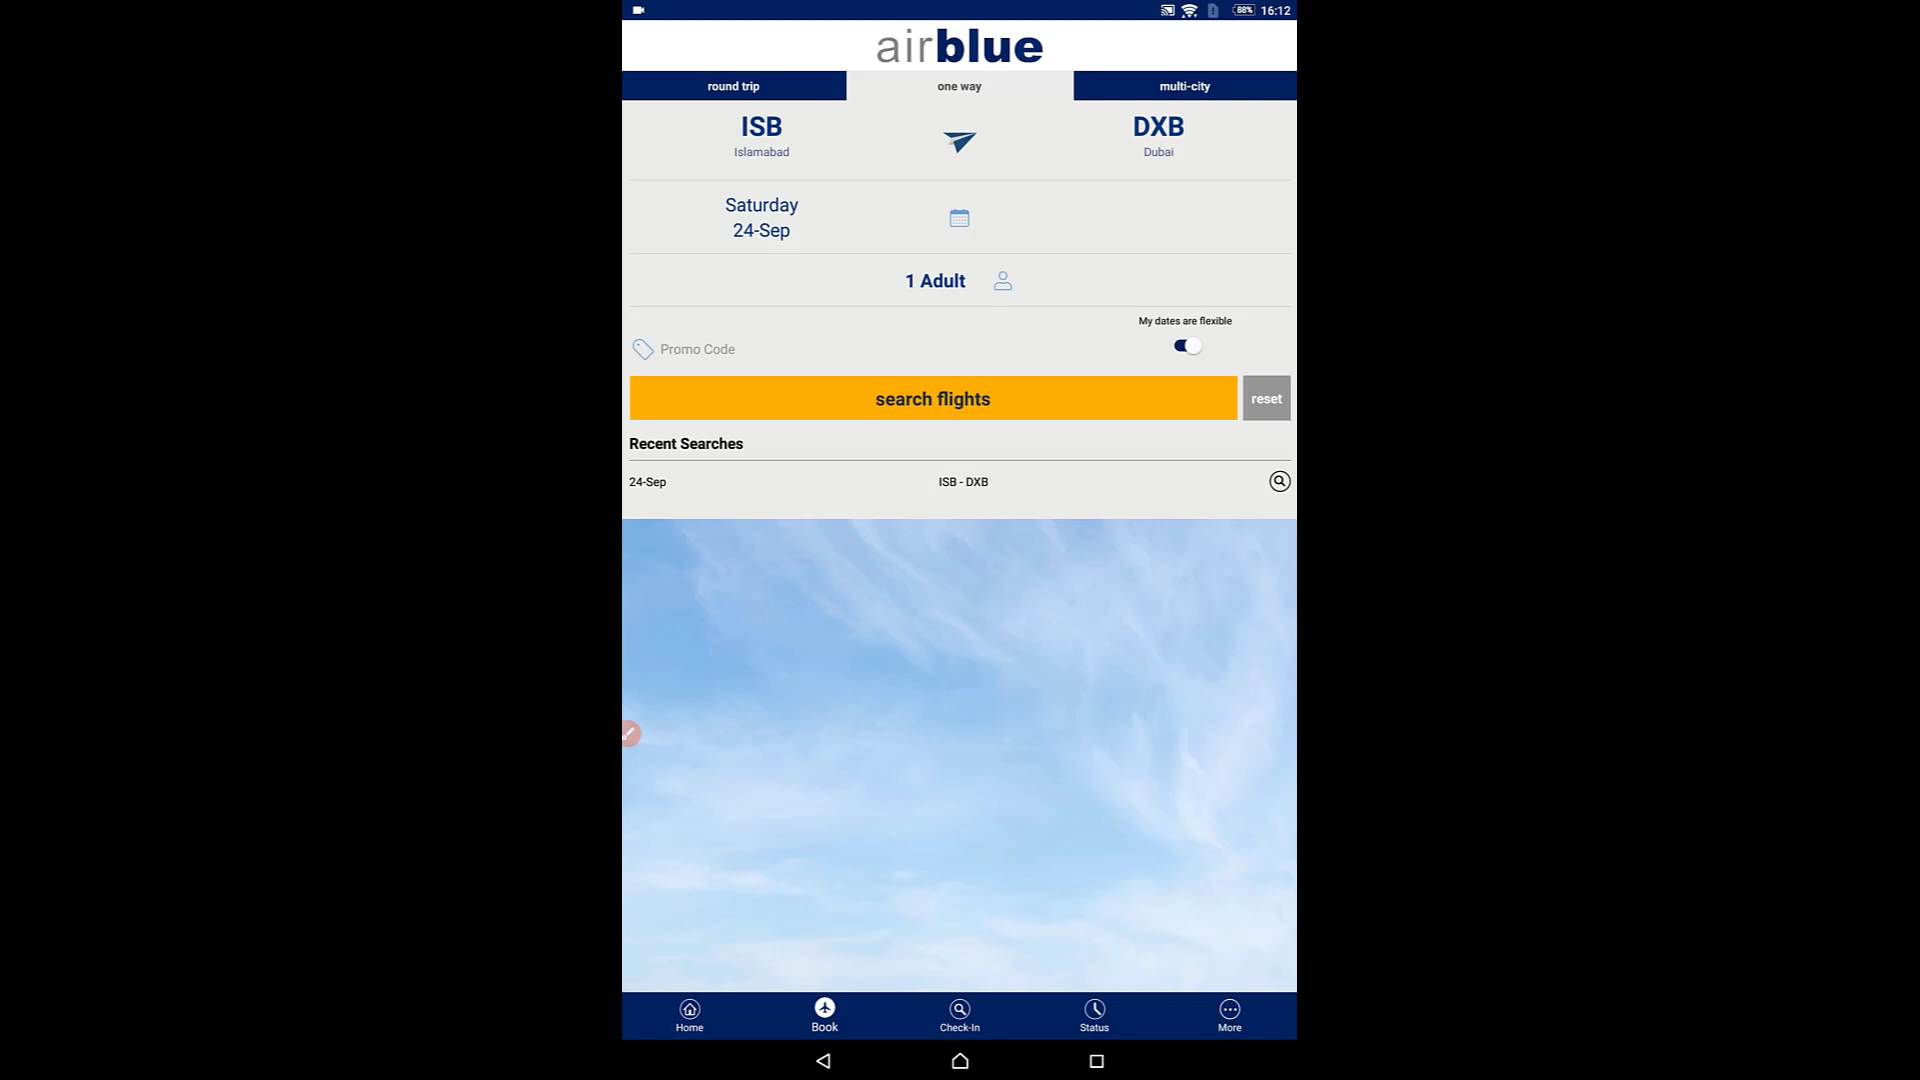 88% 16:12
airblue
round trip one way multi-city
ISB DXB
Islamabad Dubai
Saturday
24-Sep
1 Adult
My dates are flexible
Promo Code
search flights reset
Recent Searches
24-Sep ISB - DXB
Home Book Check-In Status More